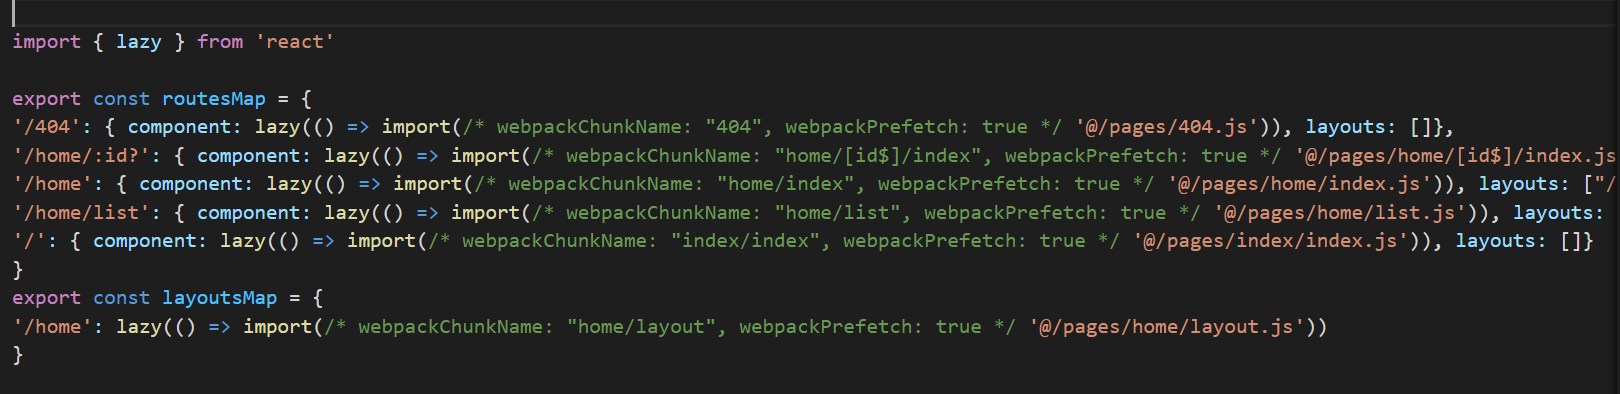 import { lazy } from 'react'
export const routesMap = {
'/404': { component: lazy(() => import(/* webpackChunkName: "404", webpackPrefetch: true */ '@/pages/404.js')), layouts: []},
'/home/:id?': { component: lazy(() => import(/* webpackChunkName: "home/[id$]/index", webpackPrefetch: true */ '@/pages/home/[id$]/index.js
'/home': { component: lazy(() => import(/* webpackChunkName: "home/index", webpackPrefetch: true */ '@/pages/home/index.js')), layouts: ["/
'/home/list': { component: lazy(() => import(/* webpackChunkName: "home/list", webpackPrefetch: true */ '@/pages/home/list.js')), layouts:
'/': { component: lazy(() => import(/* webpackChunkName: "index/index", webpackPrefetch: true */ '@/pages/index/index.js')), layouts: []}
}
export const layoutsMap = {
'/home': lazy(() => import(/* webpackChunkName: "home/layout", webpackPrefetch: true */ '@/pages/home/layout.js'))
}